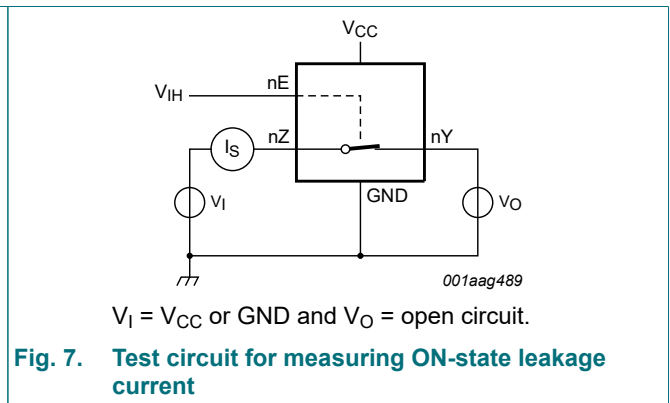 VCC
nE
VIH
IS
nZ
nY
GND
VI
VO
001aag489
VI = VCC or GND and VO = open circuit.
Fig. 7. Test circuit for measuring ON-state leakage
current